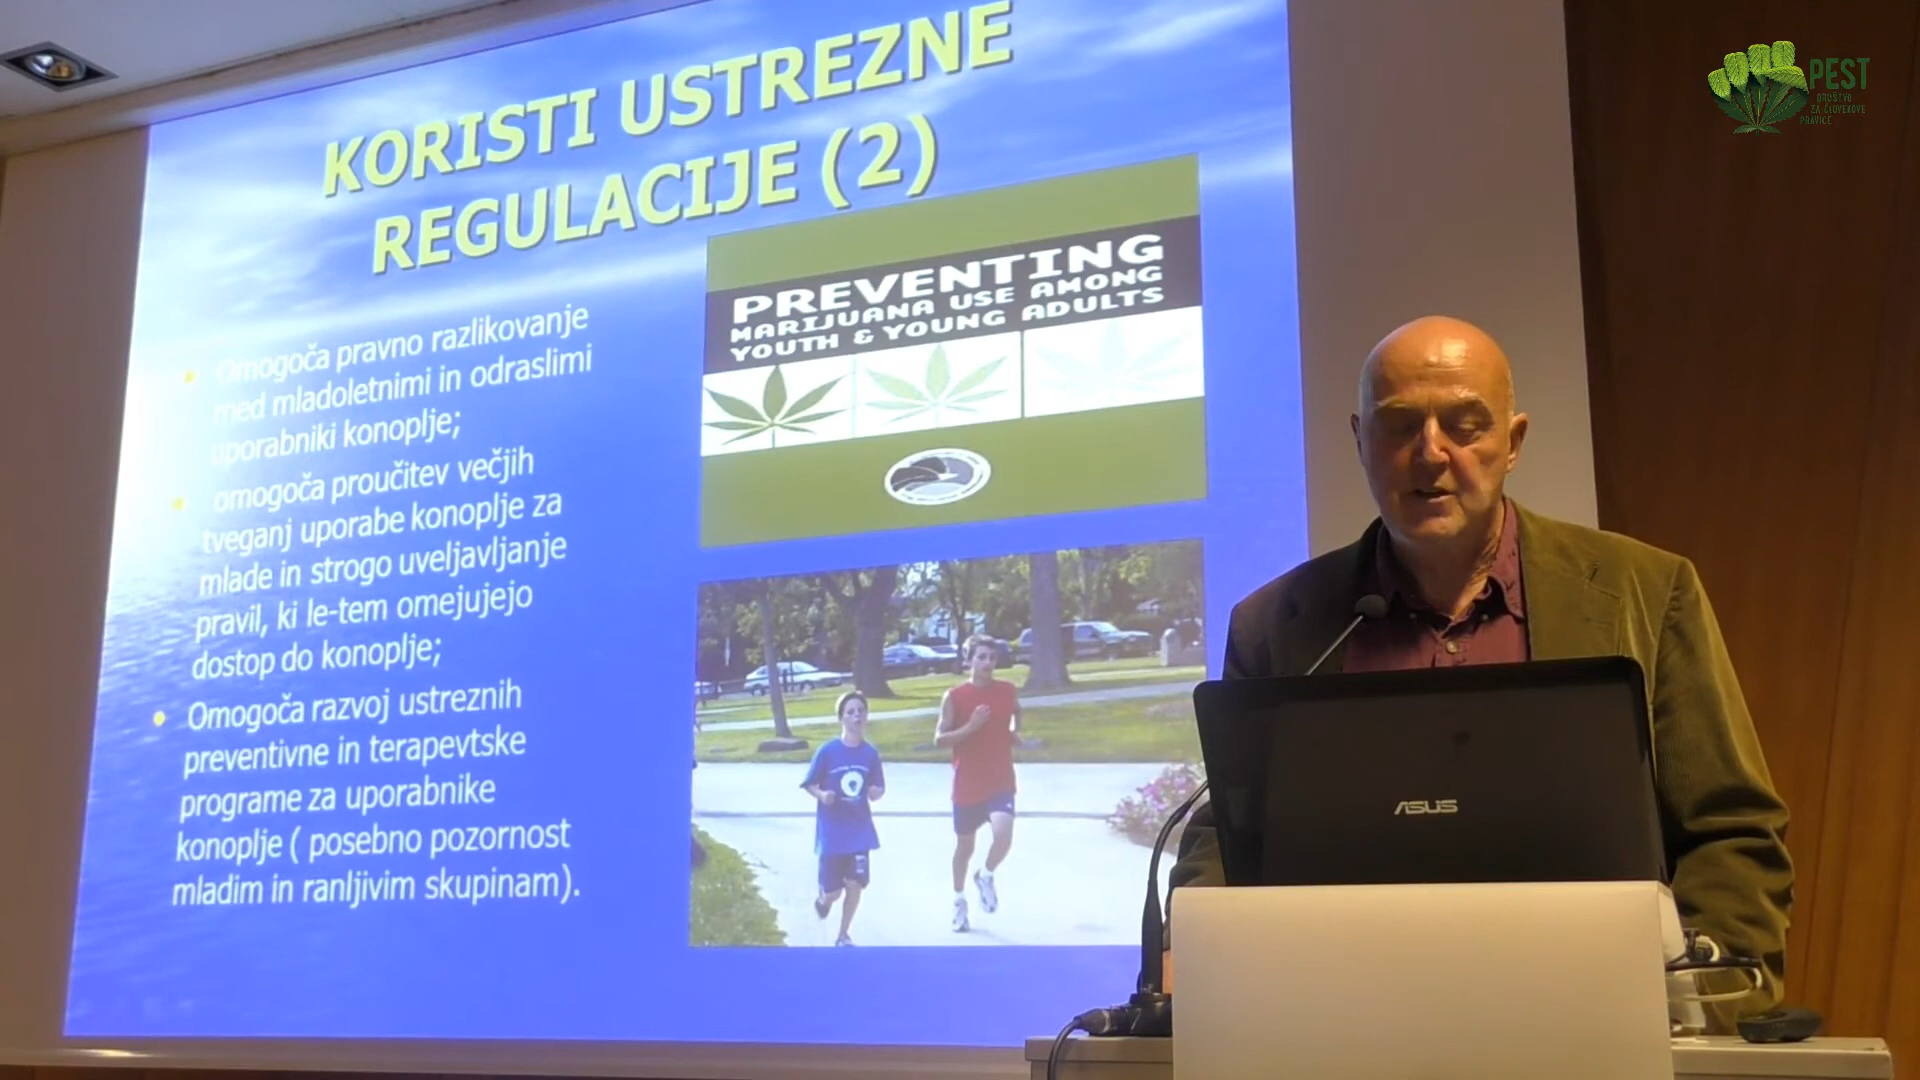 KORISTI USTREZNE
REGULACIJE (2)
Omogoča pravno razlikovanje
med mladoletnimi in odraslimi
uporabniki konoplje;
omogoča proučitev večjih
tveganj uporabe konoplje za
mlade in strogo uveljavljanje
pravil, ki le-tem omejujejo
dostop do konoplje;
Omogoča razvoj ustreznih
preventivne in terapevtske
programe za uporabnike
konoplje ( posebno pozornost
mladim in ranljivim skupinam).
PREVENTING
MARIJUANA USE AMONG
YOUTH & YOUNG ADULTS
PEST
DRUŠTVO
ZA ČLOVEKOVE
PRAVICE
ASUS